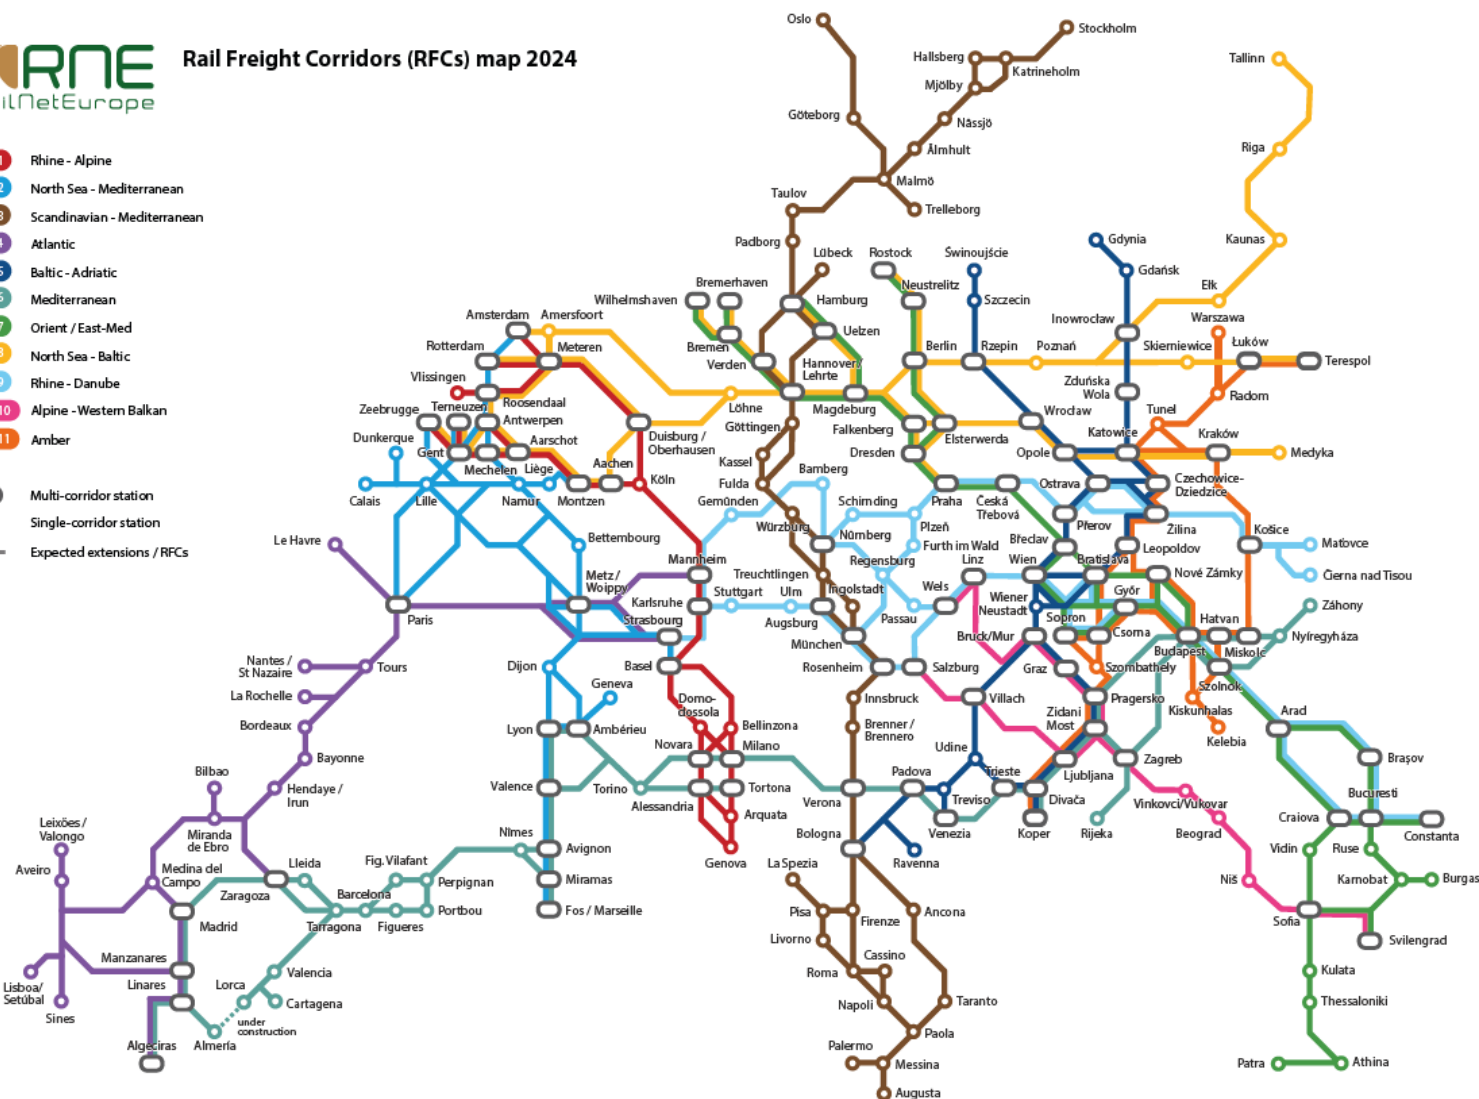 RNE
ilNetEurope
Rail Freight Corridors (RFCs) map 2024
1 Rhine - Alpine
2 North Sea - Mediterranean
3 Scandinavian - Mediterranean
4 Atlantic
5 Baltic - Adriatic
6 Mediterranean
7 Orient / East-Med
8 North Sea - Baltic
9 Rhine - Danube
10 Alpine - Western Balkan
11 Amber
Multi-corridor station
Single-corridor station
Expected extensions / RFCs
Oslo
Stockholm
Hallsberg
Katrineholm
Mjölby
Tallinn
Göteborg
Nässjö
Älmhult
Riga
Malmö
Taulov
Trelleborg
Padborg
Gdynia
Kaunas
Lübeck
Rostock
Świnoujście
Gdańsk
Bremerhaven
Neustrelitz
Ełk
Wilhelmshaven
Hamburg
Szczecin
Warszawa
Amsterdam
Amersfoort
Uelzen
Inowrocław
Rotterdam
Meteren
Bremen
Verden
Hannover/
Lehrte
Berlin
Rzepin
Poznań
Skierniewice
Łuków
Terespol
Vlissingen
Roosendaal
Zduńska
Wola
Radom
Zeebrugge
Terneuzen
Antwerpen
Löhne
Magdeburg
Wrocław
Tunel
Dunkerque
Gent
Aarschot
Duisburg /
Oberhausen
Göttingen
Falkenberg
Elsterwerda
Katowice
Kraków
Mechelen
Liège
Aachen
Kassel
Dresden
Opole
Medyka
Calais
Lille
Namur
Montzen
Köln
Fulda
Bamberg
Praha
Česká
Třebová
Ostrava
Czechowice-
Dziedzice
Gemünden
Schirnding
Le Havre
Bettembourg
Würzburg
Nürnberg
Plzeň
Přerov
Žilina
Košice
Maťovce
Furth im Wald
Břeclav
Leopoldov
Mannheim
Treuchtlingen
Regensburg
Linz
Wien
Bratislava
Nové Zámky
Čierna nad Tisou
Metz /
Woippy
Karlsruhe
Stuttgart
Ulm
Ingolstadt
Wels
Győr
Záhony
Paris
Strasbourg
Augsburg
Passau
Wiener
Neustadt
Sopron
Csorna
Hatvan
Nyíregyháza
München
Bruck/Mur
Budapest
Miskolc
Nantes /
St Nazaire
Tours
Dijon
Basel
Rosenheim
Salzburg
Graz
Szombathely
Szolnok
La Rochelle
Geneva
Domo-
dossola
Innsbruck
Villach
Pragersko
Kiskunhalas
Arad
Bordeaux
Lyon
Ambérieu
Bellinzona
Brenner /
Brennero
Zidani
Most
Kelebia
Bayonne
Novara
Milano
Udine
Zagreb
Brașov
Bilbao
Hendaye /
Irun
Valence
Torino
Alessandria
Tortona
Verona
Padova
Treviso
Trieste
Divača
Ljubljana
Vinkovci/Vukovar
Bucuresti
Leixões /
Valongo
Miranda
de Ebro
Nîmes
Arquata
Bologna
Venezia
Koper
Rijeka
Beograd
Craiova
Constanta
Aveiro
Medina del
Campo
Lleida
Fig. Vilafant
Avignon
Genova
La Spezia
Ravenna
Vidin
Ruse
Zaragoza
Barcelona
Perpignan
Miramas
Niš
Karnobat
Burgas
Madrid
Tarragona
Figueres
Portbou
Fos / Marseille
Pisa
Firenze
Ancona
Sofia
Livorno
Svilengrad
Manzanares
Cassino
Lisboa/
Setúbal
Linares
Lorca
Valencia
Roma
Kulata
Sines
Cartagena
Napoli
Taranto
Thessaloniki
under
construction
Algeciras
Almería
Paola
Palermo
Messina
Patra
Athina
Augusta